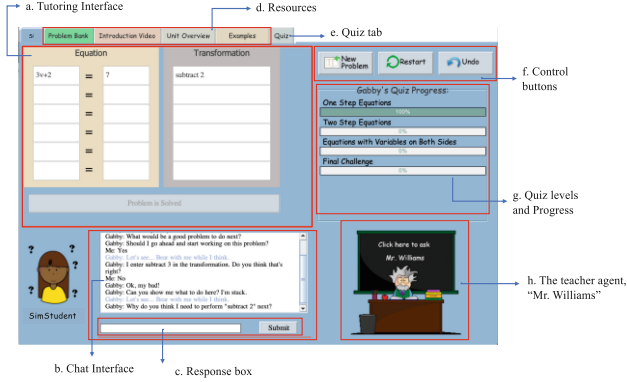 a. Tutoring Interface
d. Resources
e. Quiz tab
Problem Bank
Introduction Video
Unit Overview
Examples
Quiz
Equation
Transformation
3v+2 = 7 subtract 2
=
=
=
=
=
Problem is Solved
New Problem
Restart
Undo
f. Control buttons
Gabby's Quiz Progress:
One Step Equations
100%
Two Step Equations
0%
Equations with Variables on Both Sides
0%
Final Challenge
0%
g. Quiz levels and Progress
Gabby: What would be a good problem to do next?
Gabby: Should I go ahead and start working on this problem?
Me: Yes
Gabby: Let's see... Bear with me while I think.
Gabby: I enter subtract 3 in the transformation. Do you think that's
right?
Me: No
Gabby: Ok, my bad!
Gabby: Can you show me what to do here? I'm stuck.
Gabby: Let's see... Bear with me while I think.
Gabby: Why do you think I need to perform "subtract 2" next?
Submit
? ? ? ? ? ?
SimStudent
Click here to ask
Mr. Williams
h. The teacher agent,
“Mr. Williams”
b. Chat Interface
c. Response box